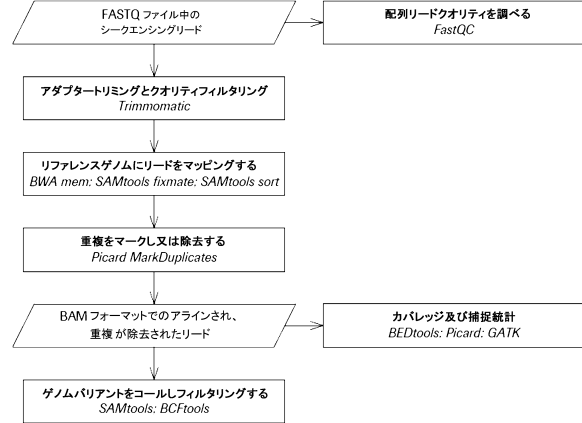 FASTQ ファイル中の
シークエンシングリード
配列リードクオリティを調べる
FastQC
アダプタートリミングとクオリティフィルタリング
Trimmomatic
リファレンスゲノムにリードをマッピングする
BWA mem: SAMtools fixmate: SAMtools sort
重複をマークし又は除去する
Picard MarkDuplicates
BAM フォーマットでのアラインされ、
重複が除去されたリード
カバレッジ及び捕捉統計
BEDtools: Picard: GATK
ゲノムバリアントをコールしフィルタリングする
SAMtools: BCFtools